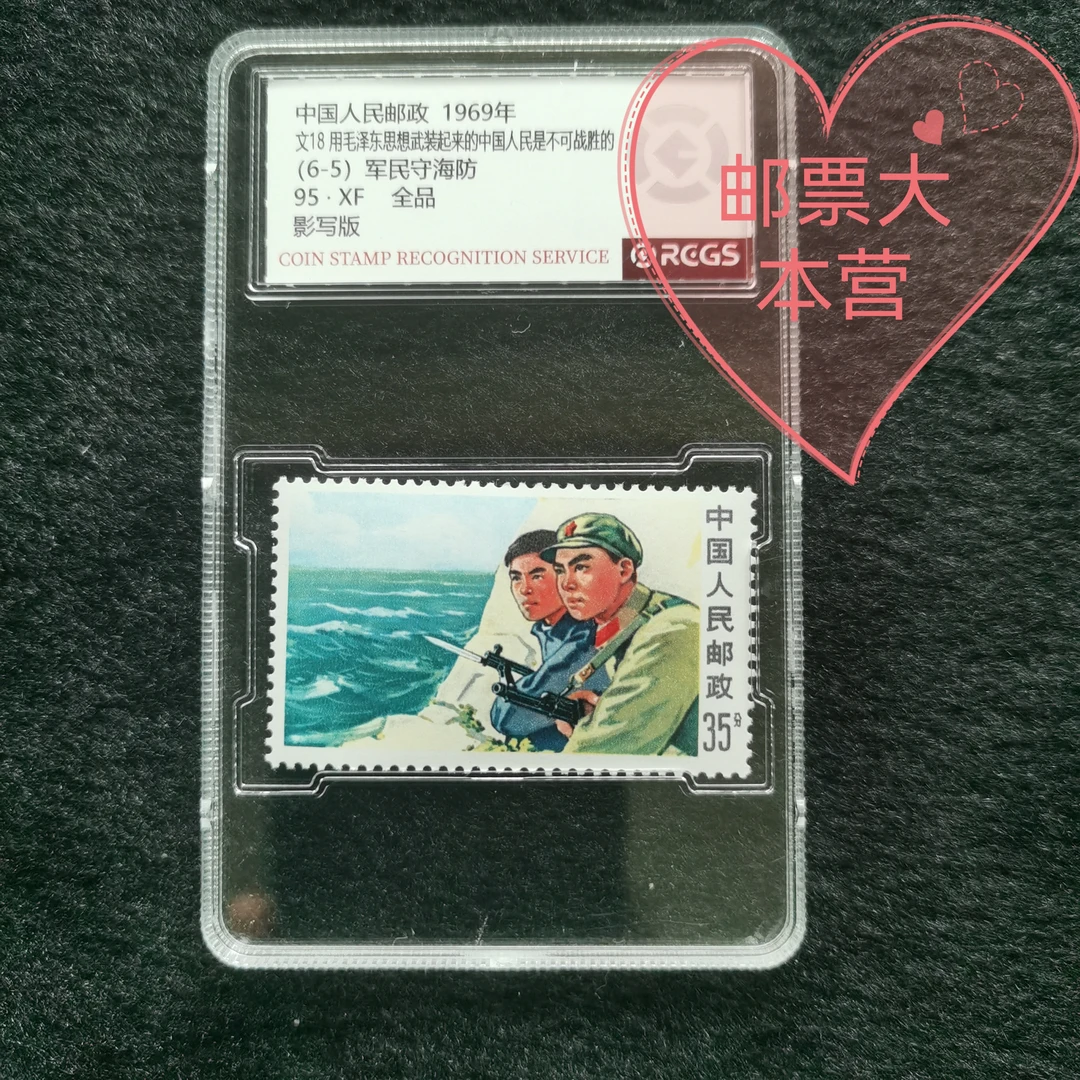 中国人民邮政 1969年
文18 用毛泽东思想武装起来的中国人民是不可战胜的
(6-5) 军民守海防
95·XF 全品
影写版
COIN STAMP RECOGNITION SERVICE
RCGS
邮票大
本营
中国人民邮政
35分